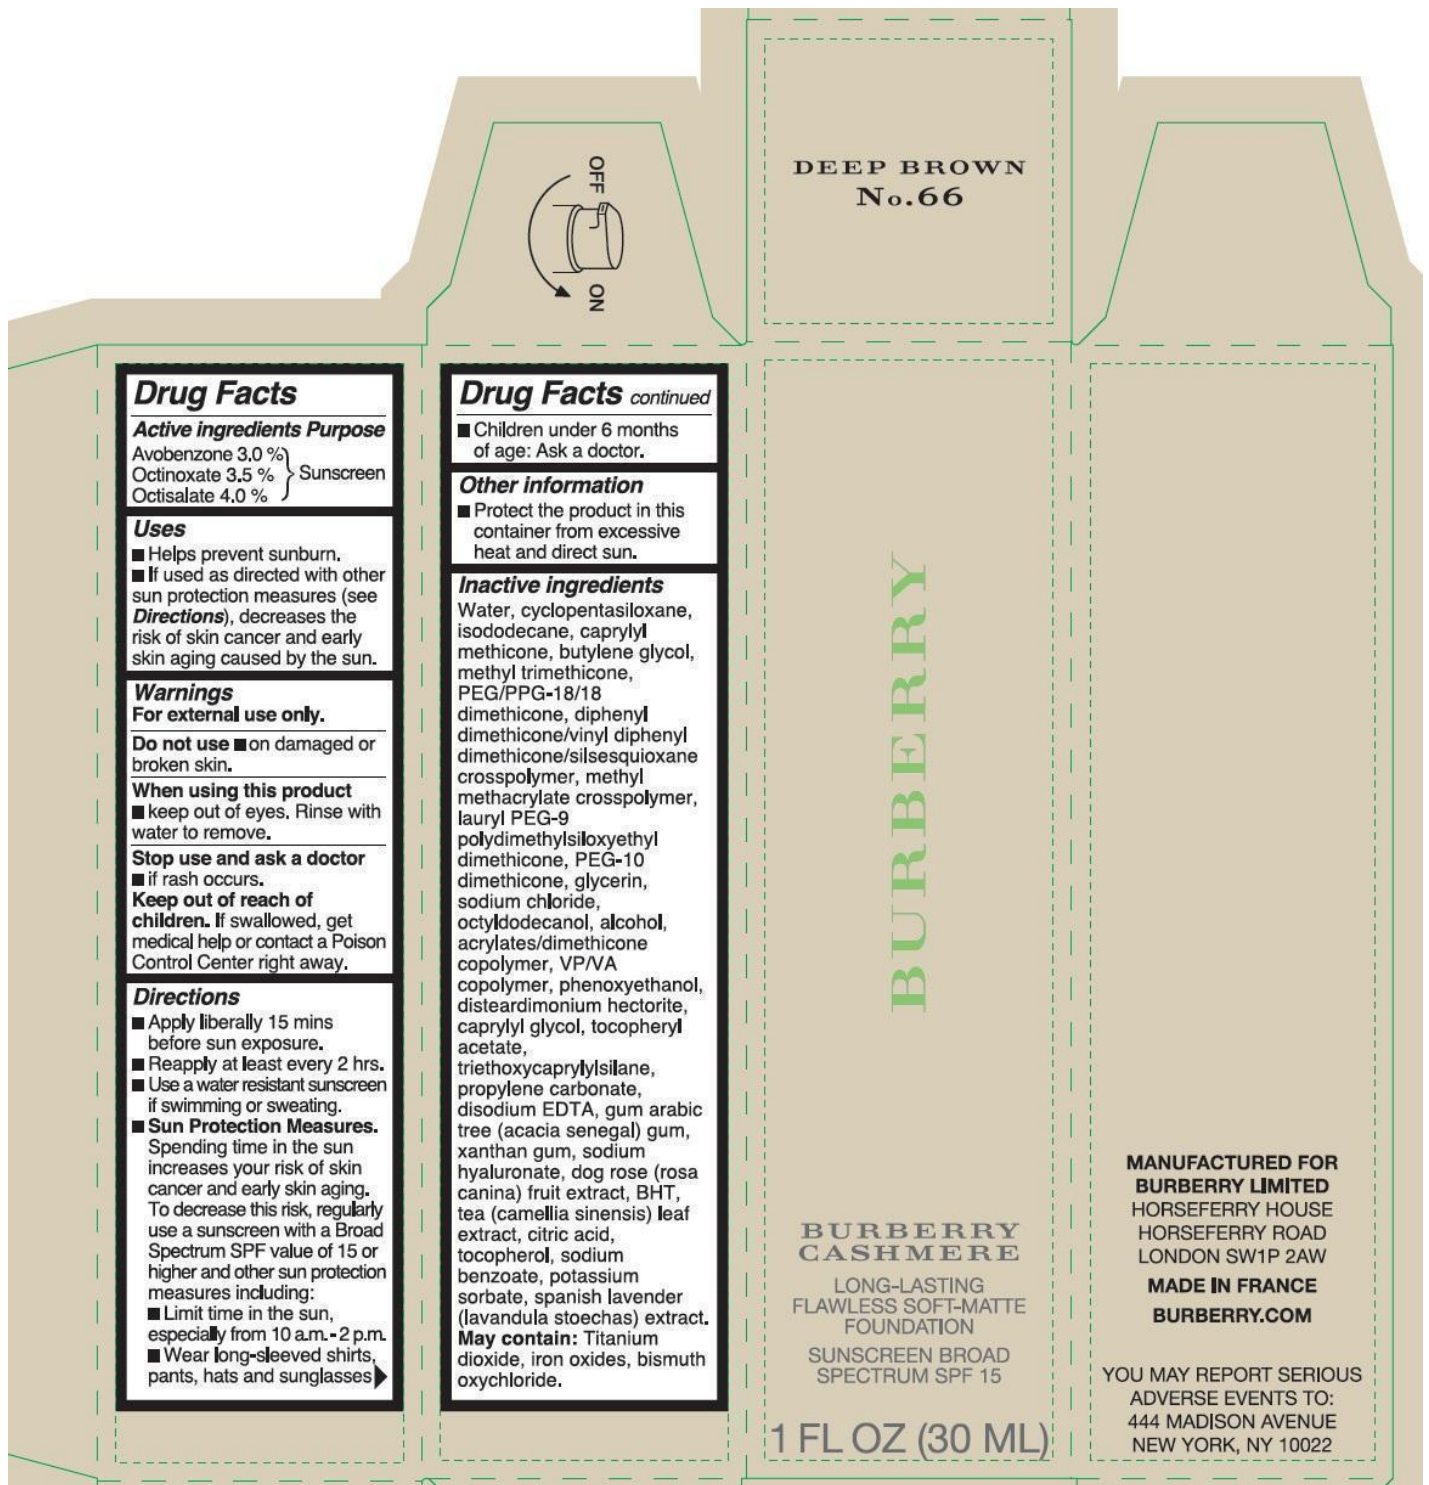 OFF
ON
DEEP BROWN
No.66
Drug Facts
Active ingredients Purpose
Avobenzone 3.0 %
Octinoxate 3.5 % Sunscreen
Octisalate 4.0 %
Uses
■ Helps prevent sunburn.
■ If used as directed with other
sun protection measures (see
Directions), decreases the
risk of skin cancer and early
skin aging caused by the sun.
Warnings
For external use only.
Do not use ■ on damaged or
broken skin.
When using this product
■ keep out of eyes. Rinse with
water to remove.
Stop use and ask a doctor
■ if rash occurs.
Keep out of reach of
children. If swallowed, get
medical help or contact a Poison
Control Center right away.
Directions
■ Apply liberally 15 mins
before sun exposure.
■ Reapply at least every 2 hrs.
■ Use a water resistant sunscreen
if swimming or sweating.
■ Sun Protection Measures.
Spending time in the sun
increases your risk of skin
cancer and early skin aging.
To decrease this risk, regularly
use a sunscreen with a Broad
Spectrum SPF value of 15 or
higher and other sun protection
measures including:
■ Limit time in the sun,
especially from 10 a.m. - 2 p.m.
■ Wear long-sleeved shirts,
pants, hats and sunglasses
Drug Facts continued
■ Children under 6 months
of age: Ask a doctor.
Other information
■ Protect the product in this
container from excessive
heat and direct sun.
Inactive ingredients
Water, cyclopentasiloxane,
isododecane, caprylyl
methicone, butylene glycol,
methyl trimethicone,
PEG/PPG-18/18
dimethicone, diphenyl
dimethicone/vinyl diphenyl
dimethicone/silsesquioxane
crosspolymer, methyl
methacrylate crosspolymer,
lauryl PEG-9
polydimethylsiloxyethyl
dimethicone, PEG-10
dimethicone, glycerin,
sodium chloride,
octyldodecanol, alcohol,
acrylates/dimethicone
copolymer, VP/VA
copolymer, phenoxyethanol,
disteardimonium hectorite,
caprylyl glycol, tocopheryl
acetate,
triethoxycaprylylsilane,
propylene carbonate,
disodium EDTA, gum arabic
tree (acacia senegal) gum,
xanthan gum, sodium
hyaluronate, dog rose (rosa
canina) fruit extract, BHT,
tea (camellia sinensis) leaf
extract, citric acid,
tocopherol, sodium
benzoate, potassium
sorbate, spanish lavender
(lavandula stoechas) extract.
May contain: Titanium
dioxide, iron oxides, bismuth
oxychloride.
BURBERRY
BURBERRY
CASHMERE
LONG-LASTING
FLAWLESS SOFT-MATTE
FOUNDATION
SUNSCREEN BROAD
SPECTRUM SPF 15
1 FL OZ (30 ML)
MANUFACTURED FOR
BURBERRY LIMITED
HORSEFERRY HOUSE
HORSEFERRY ROAD
LONDON SW1P 2AW
MADE IN FRANCE
BURBERRY.COM
YOU MAY REPORT SERIOUS
ADVERSE EVENTS TO:
444 MADISON AVENUE
NEW YORK, NY 10022